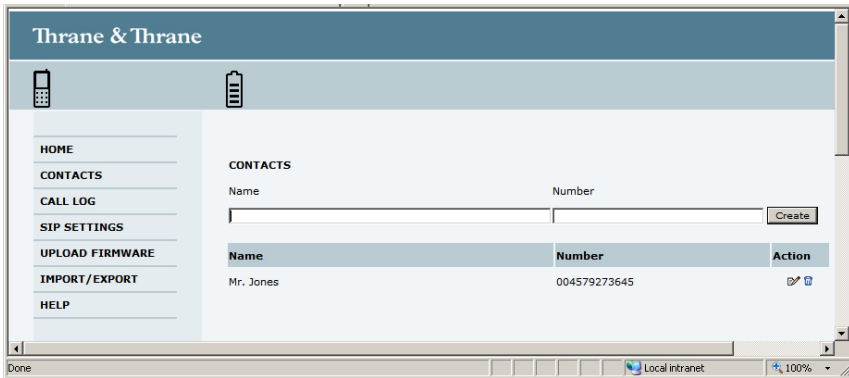 Thrane & Thrane
HOME
CONTACTS
CALL LOG
SIP SETTINGS
UPLOAD FIRMWARE
IMPORT/EXPORT
HELP
CONTACTS
Name Number
Create
Name Number Action
Mr. Jones 004579273645
Done Local intranet 100%